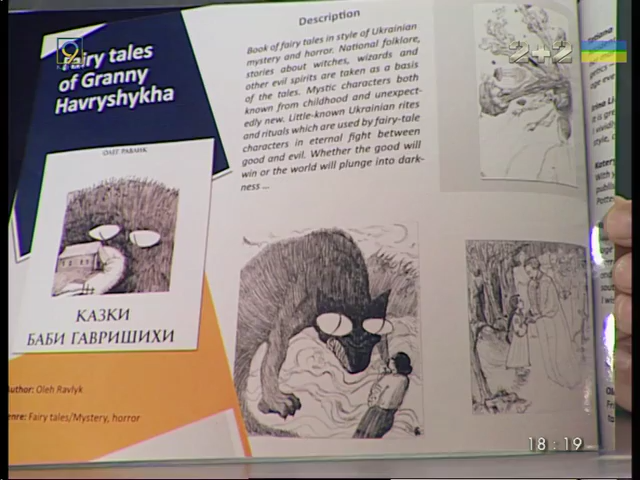 Fairy tales
of Granny
Havryshykha
ОЛЕГ РАВЛИК
КАЗКИ
БАБИ ГАВРИШИХИ
Author: Oleh Ravlyk
Genre: Fairy tales/Mystery, horror
Description
Book of fairy tales in style of Ukrainian
mystery and horror. National folklore,
stories about witches, wizards and
other evil spirits are taken as a basis
of the tales. Mystic characters both
known from childhood and unexpect-
edly new. Little-known Ukrainian rites
and rituals which are used by fairy-tale
characters in eternal fight between
good and evil. Whether the good will
win or the world will plunge into dark-
ness ...
2+2
18:19